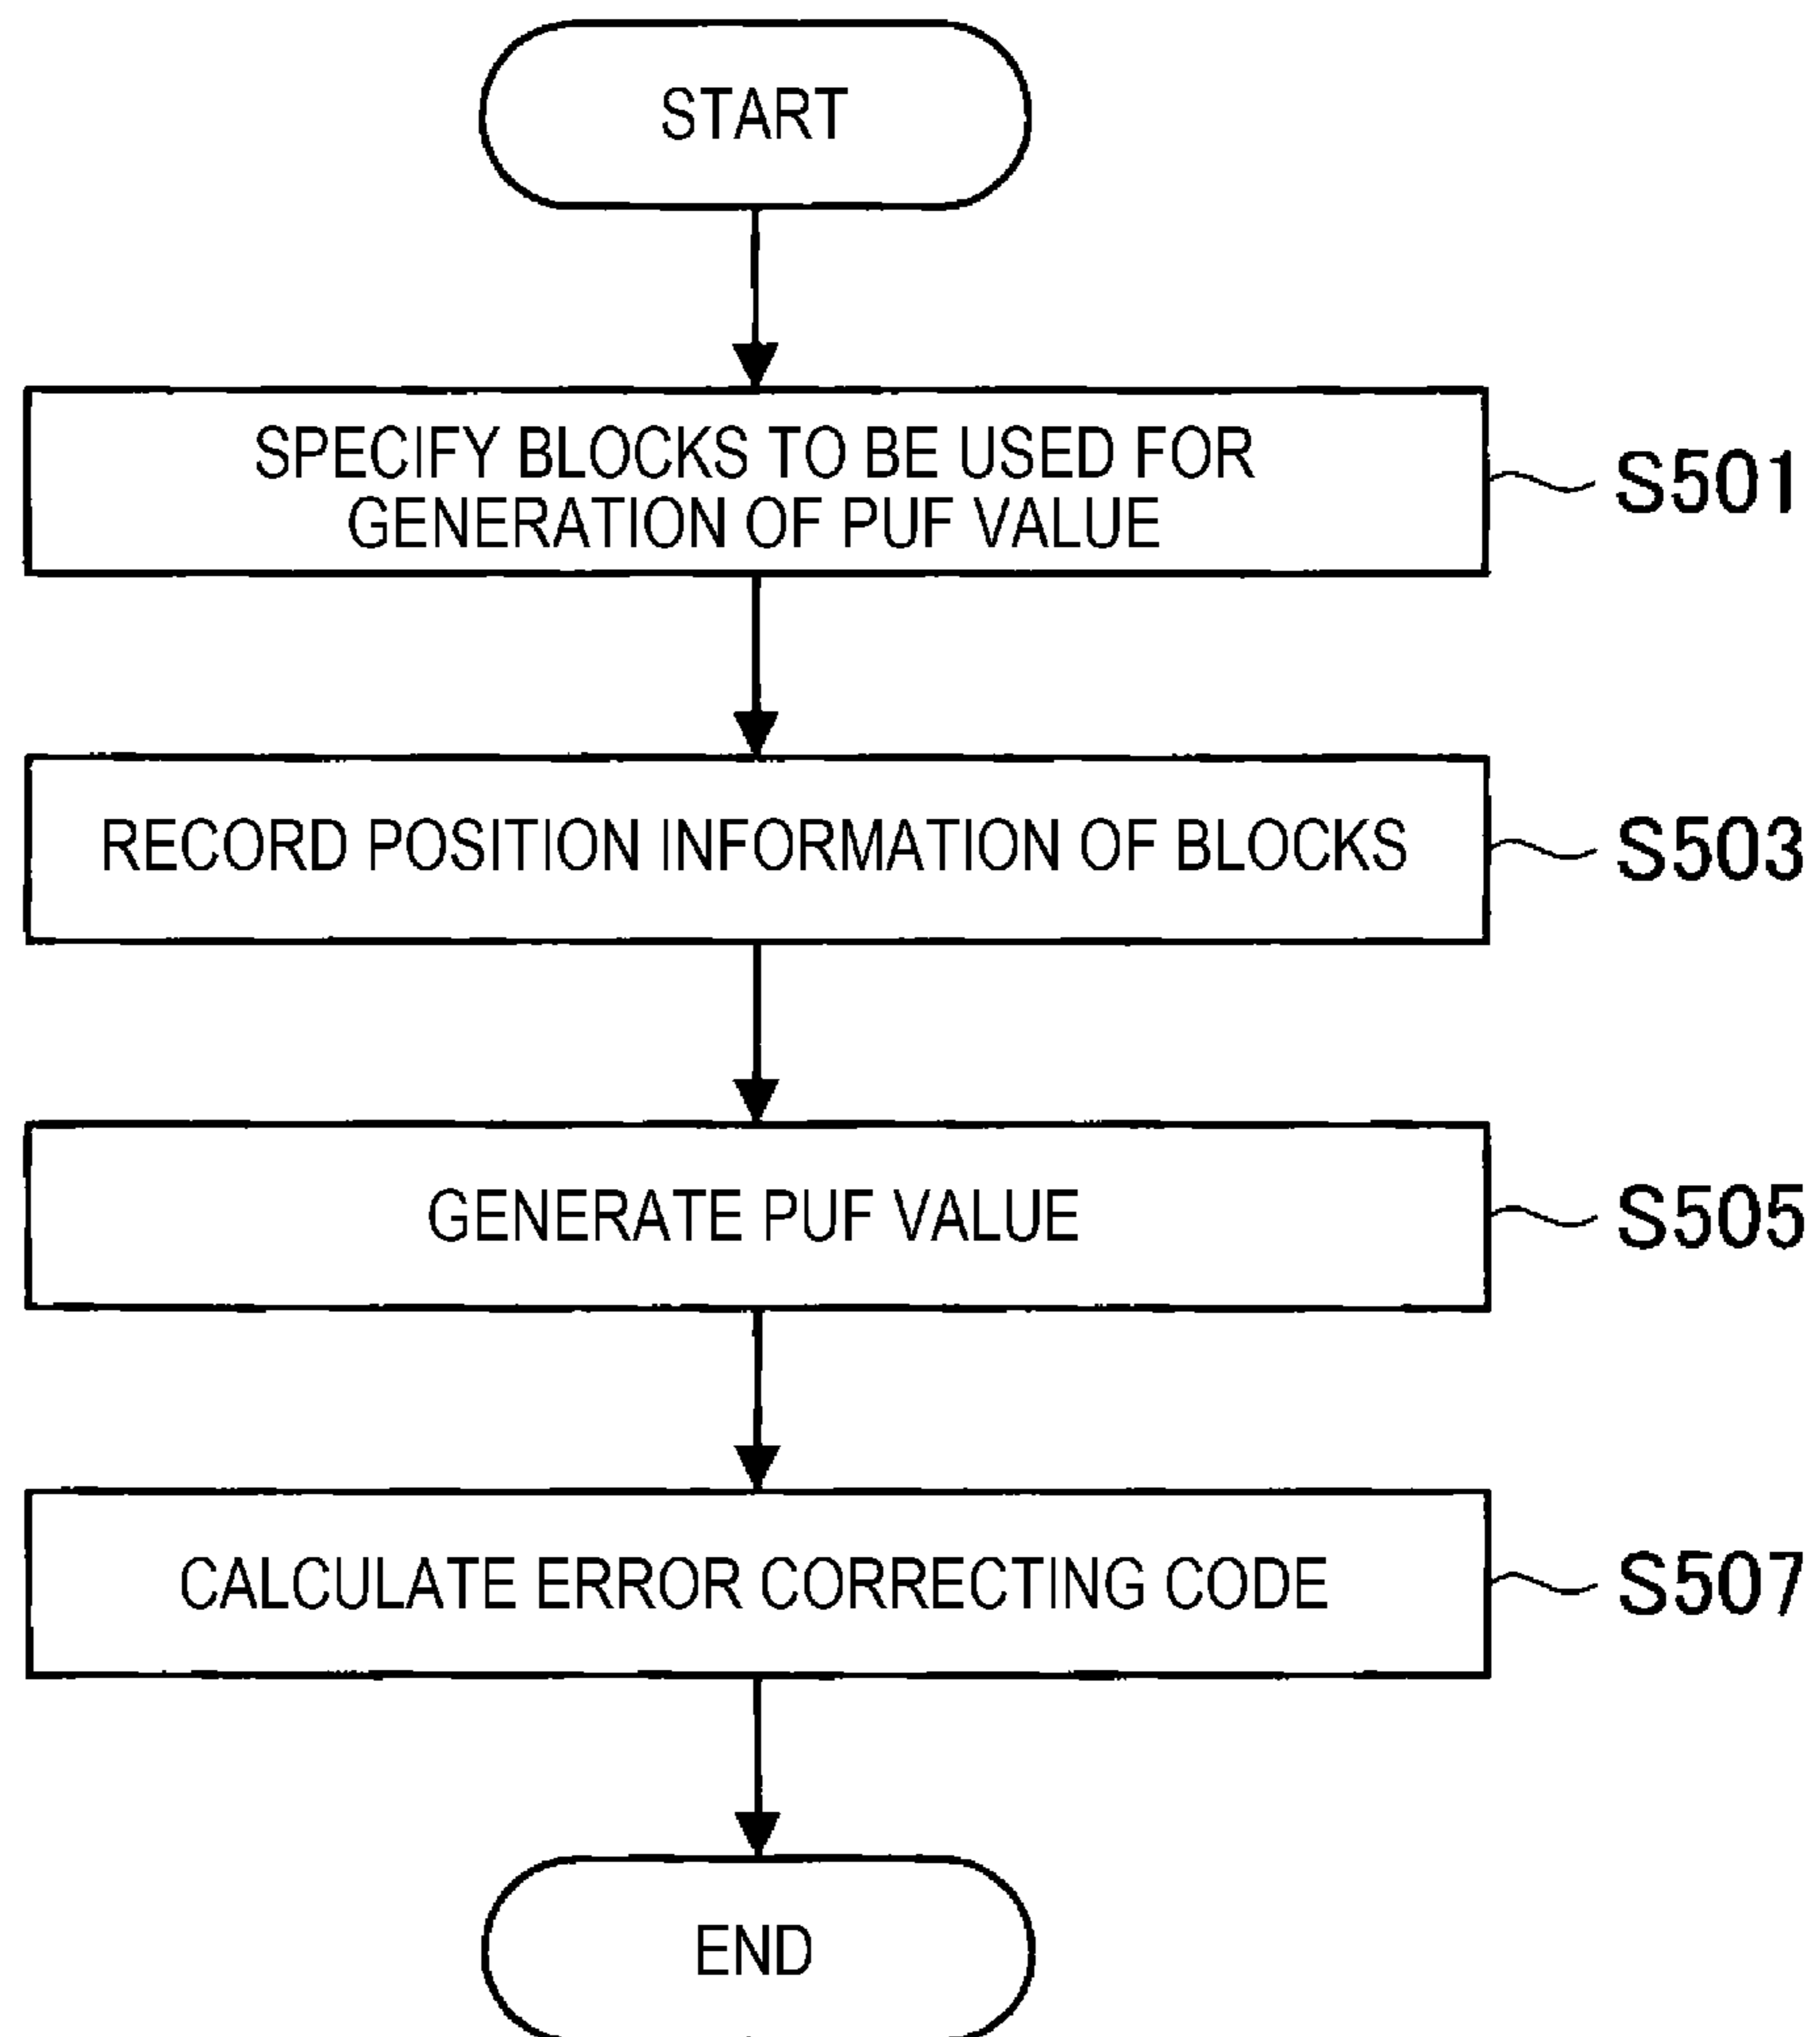 START
SPECIFY BLOCKS TO BE USED FOR
GENERATION OF PUF VALUE
S501
RECORD POSITION INFORMATION OF BLOCKS
S503
GENERATE PUF VALUE
S505
CALCULATE ERROR CORRECTING CODE
S507
END